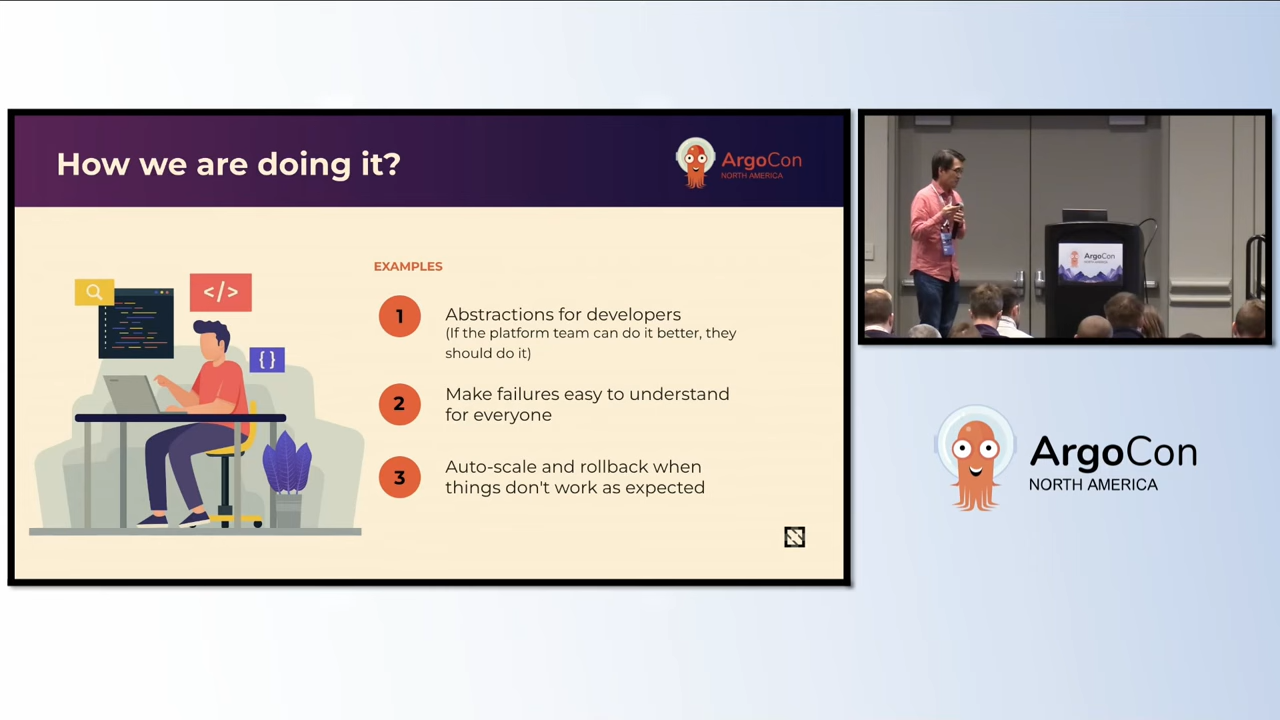 How we are doing it?
ArgoCon
NORTH AMERICA
EXAMPLES
</>
{}
1
Abstractions for developers
(If the platform team can do it better, they
should do it)
2
Make failures easy to understand
for everyone
3
Auto-scale and rollback when
things don't work as expected
ArgoCon
NORTH AMERICA
ArgoCon
NORTH AMERICA